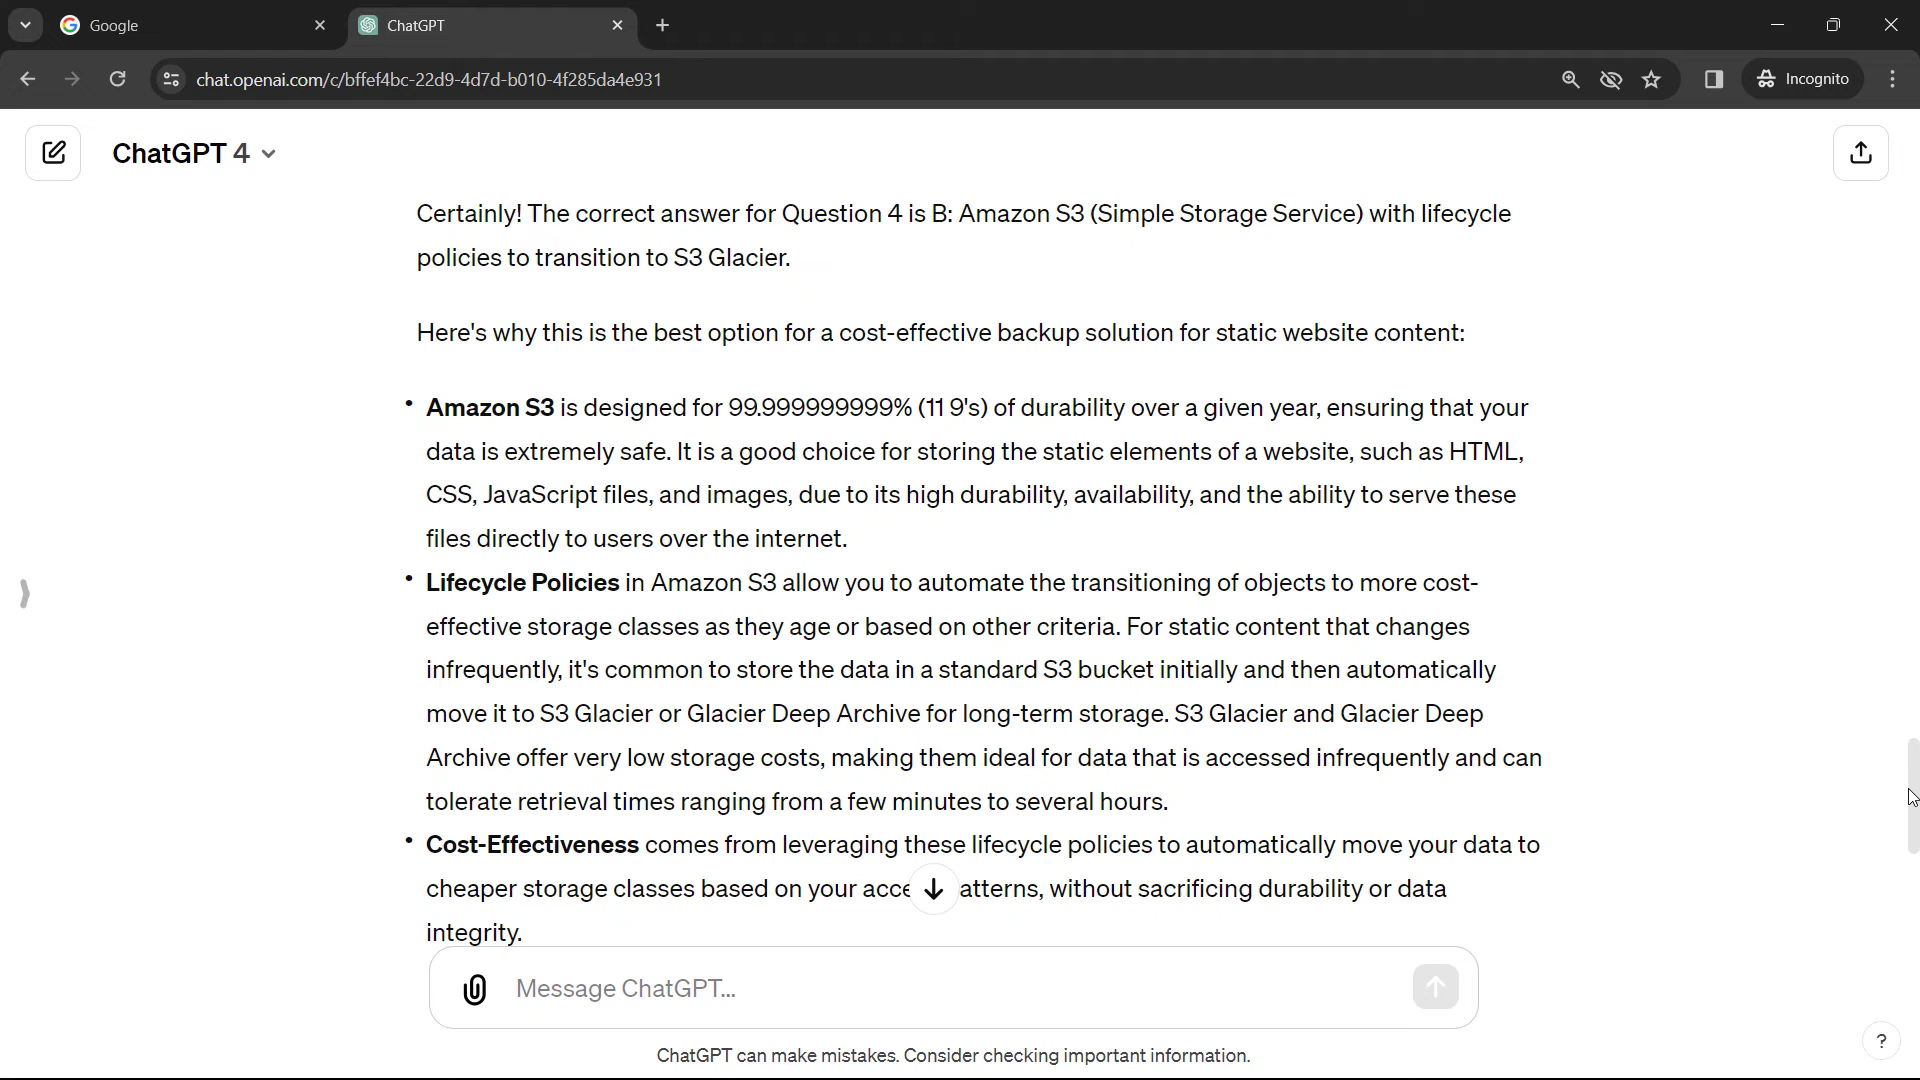 Google
ChatGPT
chat.openai.com/c/bffef4bc-22d9-4d7d-b010-4f285da4e931
Incognito
ChatGPT 4
Certainly! The correct answer for Question 4 is B: Amazon S3 (Simple Storage Service) with lifecycle
policies to transition to S3 Glacier.
Here's why this is the best option for a cost-effective backup solution for static website content:
• Amazon S3 is designed for 99.999999999% (11 9's) of durability over a given year, ensuring that your
data is extremely safe. It is a good choice for storing the static elements of a website, such as HTML,
CSS, JavaScript files, and images, due to its high durability, availability, and the ability to serve these
files directly to users over the internet.
• Lifecycle Policies in Amazon S3 allow you to automate the transitioning of objects to more cost-
effective storage classes as they age or based on other criteria. For static content that changes
infrequently, it's common to store the data in a standard S3 bucket initially and then automatically
move it to S3 Glacier or Glacier Deep Archive for long-term storage. S3 Glacier and Glacier Deep
Archive offer very low storage costs, making them ideal for data that is accessed infrequently and can
tolerate retrieval times ranging from a few minutes to several hours.
• Cost-Effectiveness comes from leveraging these lifecycle policies to automatically move your data to
cheaper storage classes based on your acce atterns, without sacrificing durability or data
integrity.
Message ChatGPT...
ChatGPT can make mistakes. Consider checking important information.
?